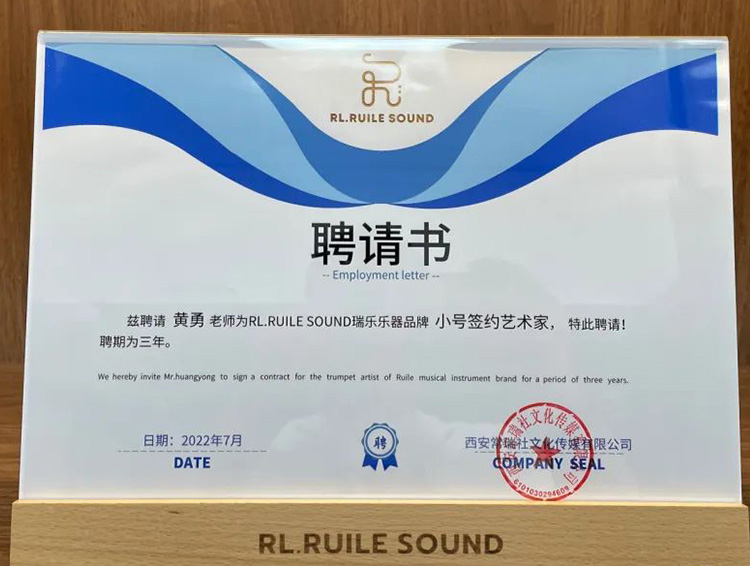 RL.RUILE SOUND
聘请书
-- Employment letter --
兹聘请 黄勇 老师为RL.RUILE SOUND瑞乐乐器品牌 小号签约艺术家， 特此聘请！
聘期为三年。
We hereby invite Mr.huangyong to sign a contract for the trumpet artist of Ruile musical instrument brand for a period of three years.
日期：2022年7月
DATE
聘
西安常瑞社文化传媒有限公司
COMPANY SEAL
6101030294609
RL.RUILE SOUND